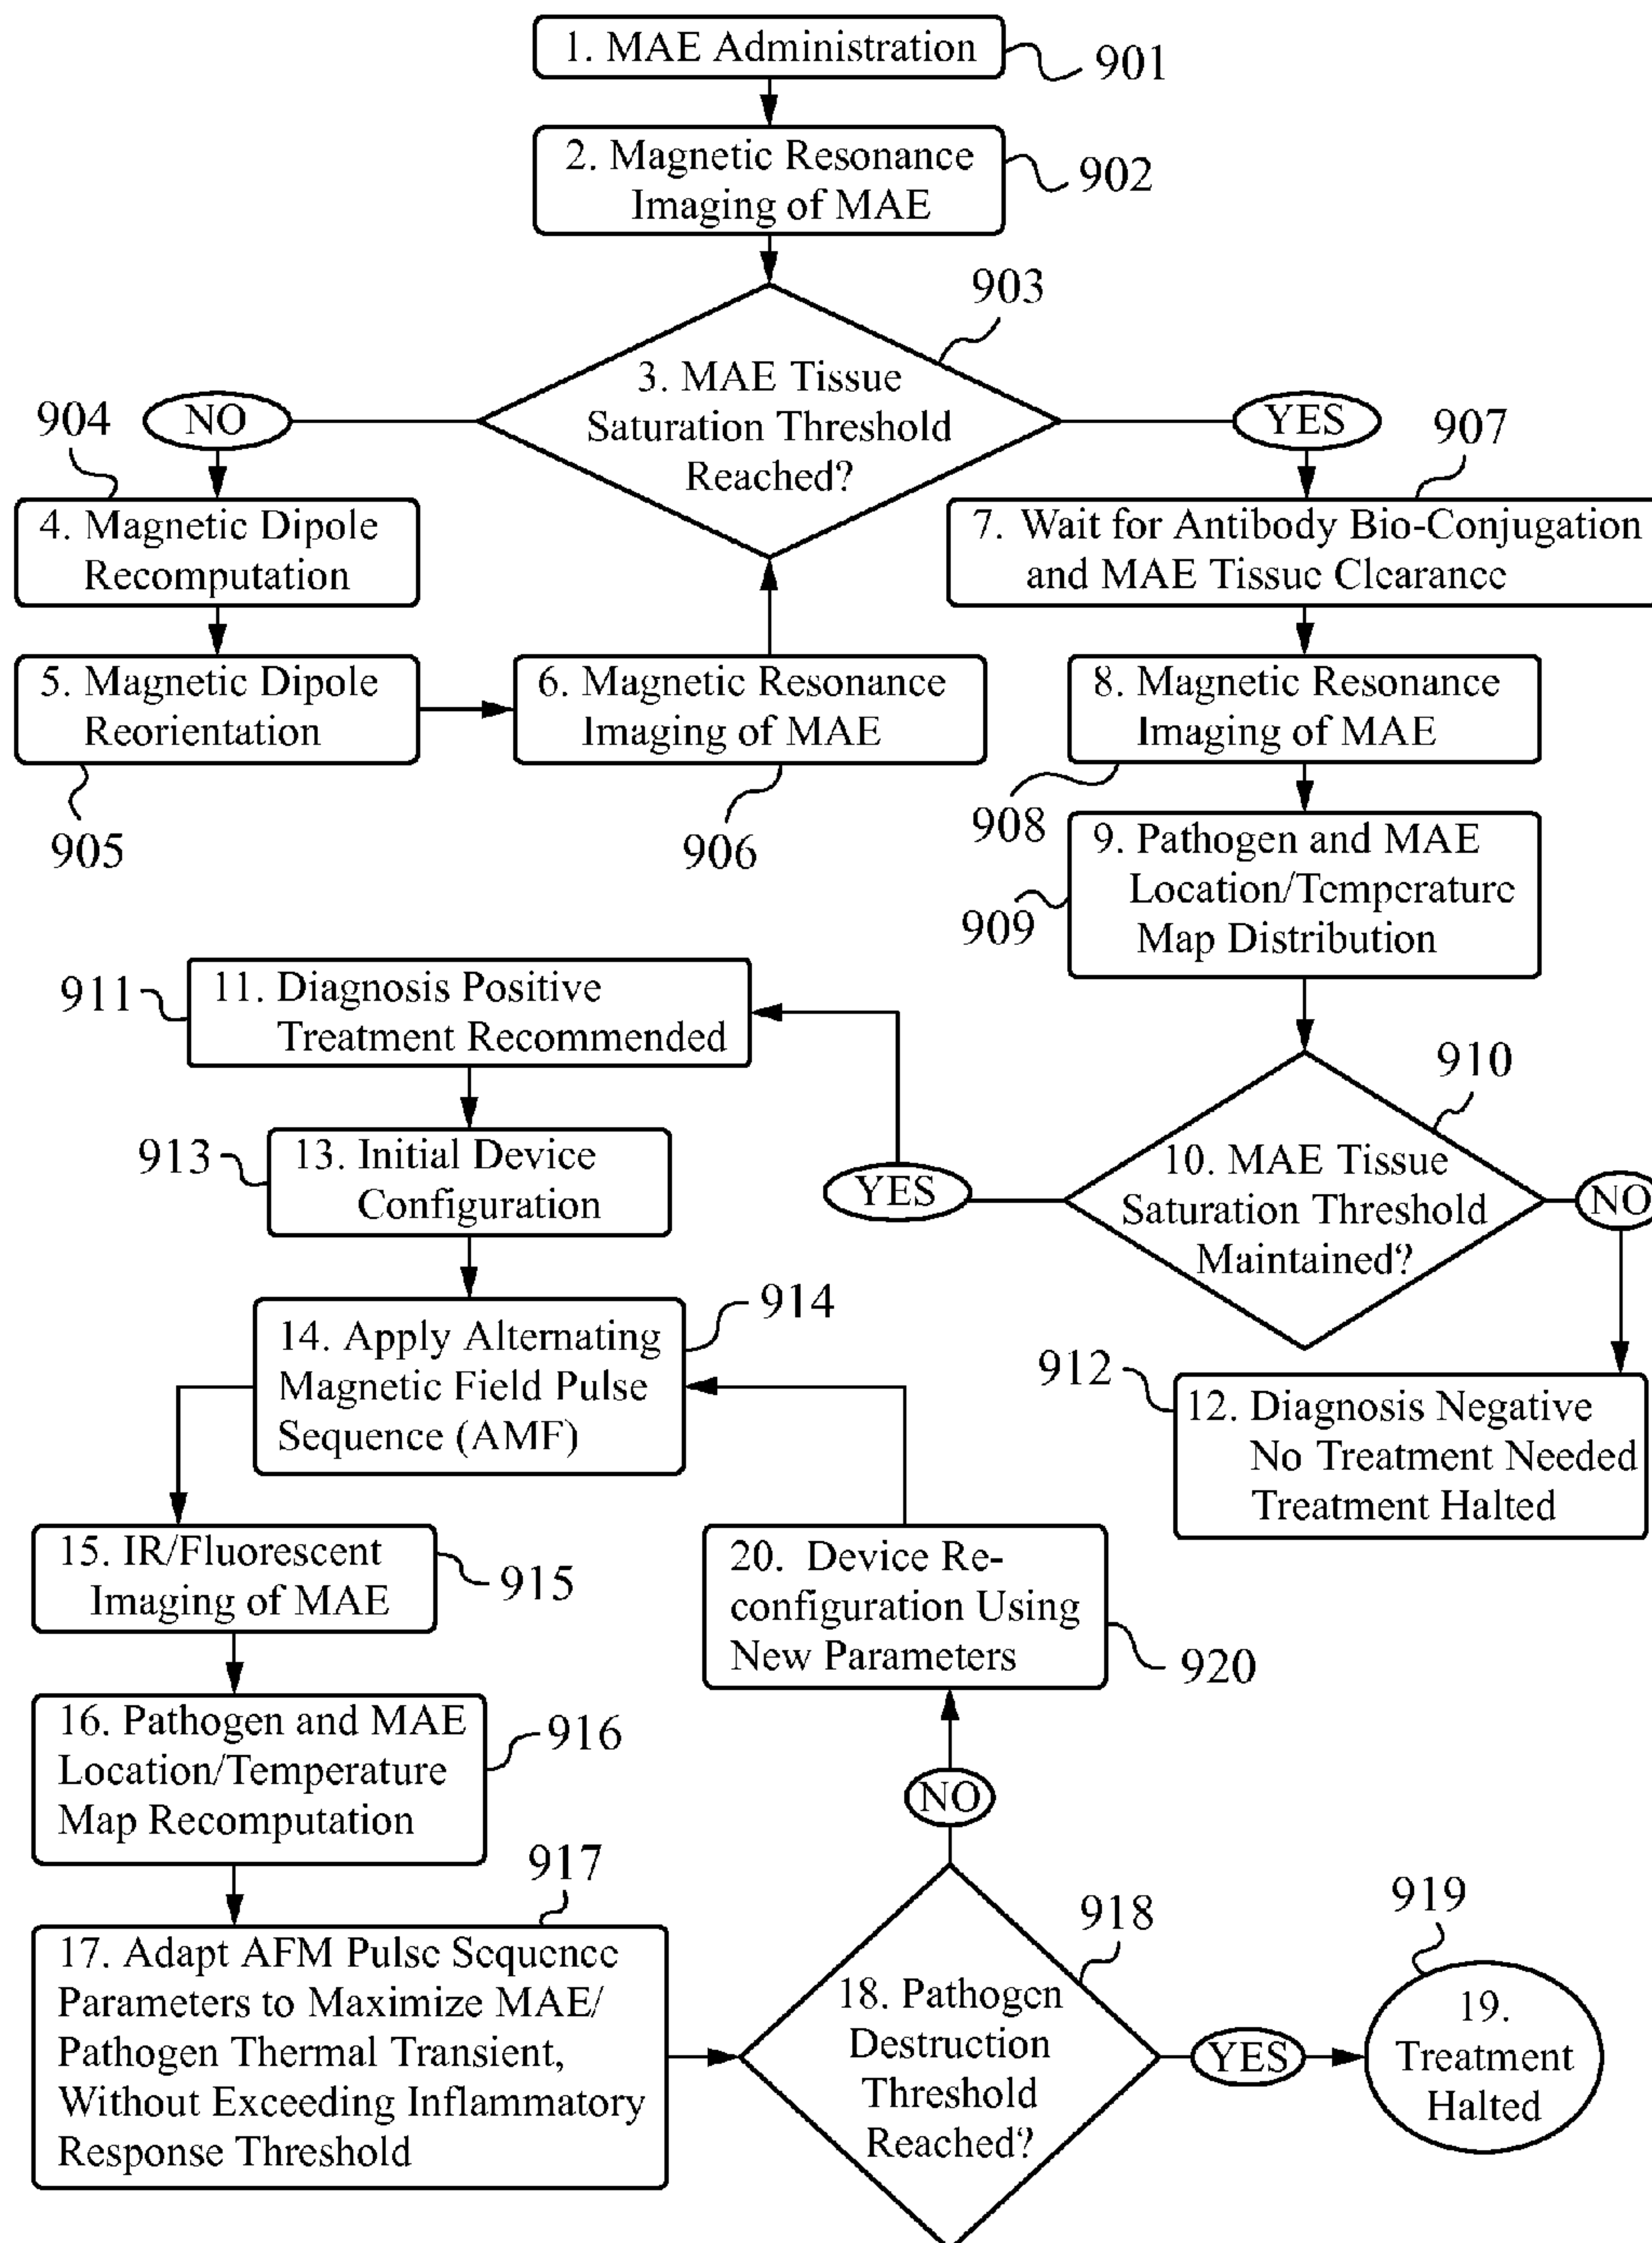 1. MAE Administration
901
2. Magnetic Resonance
Imaging of MAE
902
903
3. MAE Tissue
Saturation Threshold
Reached?
NO
904
YES
907
4. Magnetic Dipole
Recomputation
7. Wait for Antibody Bio-Conjugation
and MAE Tissue Clearance
5. Magnetic Dipole
Reorientation
905
6. Magnetic Resonance
Imaging of MAE
906
8. Magnetic Resonance
Imaging of MAE
908
9. Pathogen and MAE
Location/Temperature
Map Distribution
909
911
11. Diagnosis Positive
Treatment Recommended
910
10. MAE Tissue
Saturation Threshold
Maintained?
YES
NO
913
13. Initial Device
Configuration
912
12. Diagnosis Negative
No Treatment Needed
Treatment Halted
914
14. Apply Alternating
Magnetic Field Pulse
Sequence (AMF)
15. IR/Fluorescent
Imaging of MAE
915
20. Device Re-
configuration Using
New Parameters
920
16. Pathogen and MAE
Location/Temperature
Map Recomputation
916
NO
917
17. Adapt AFM Pulse Sequence
Parameters to Maximize MAE/
Pathogen Thermal Transient,
Without Exceeding Inflammatory
Response Threshold
918
18. Pathogen
Destruction
Threshold
Reached?
YES
919
19.
Treatment
Halted